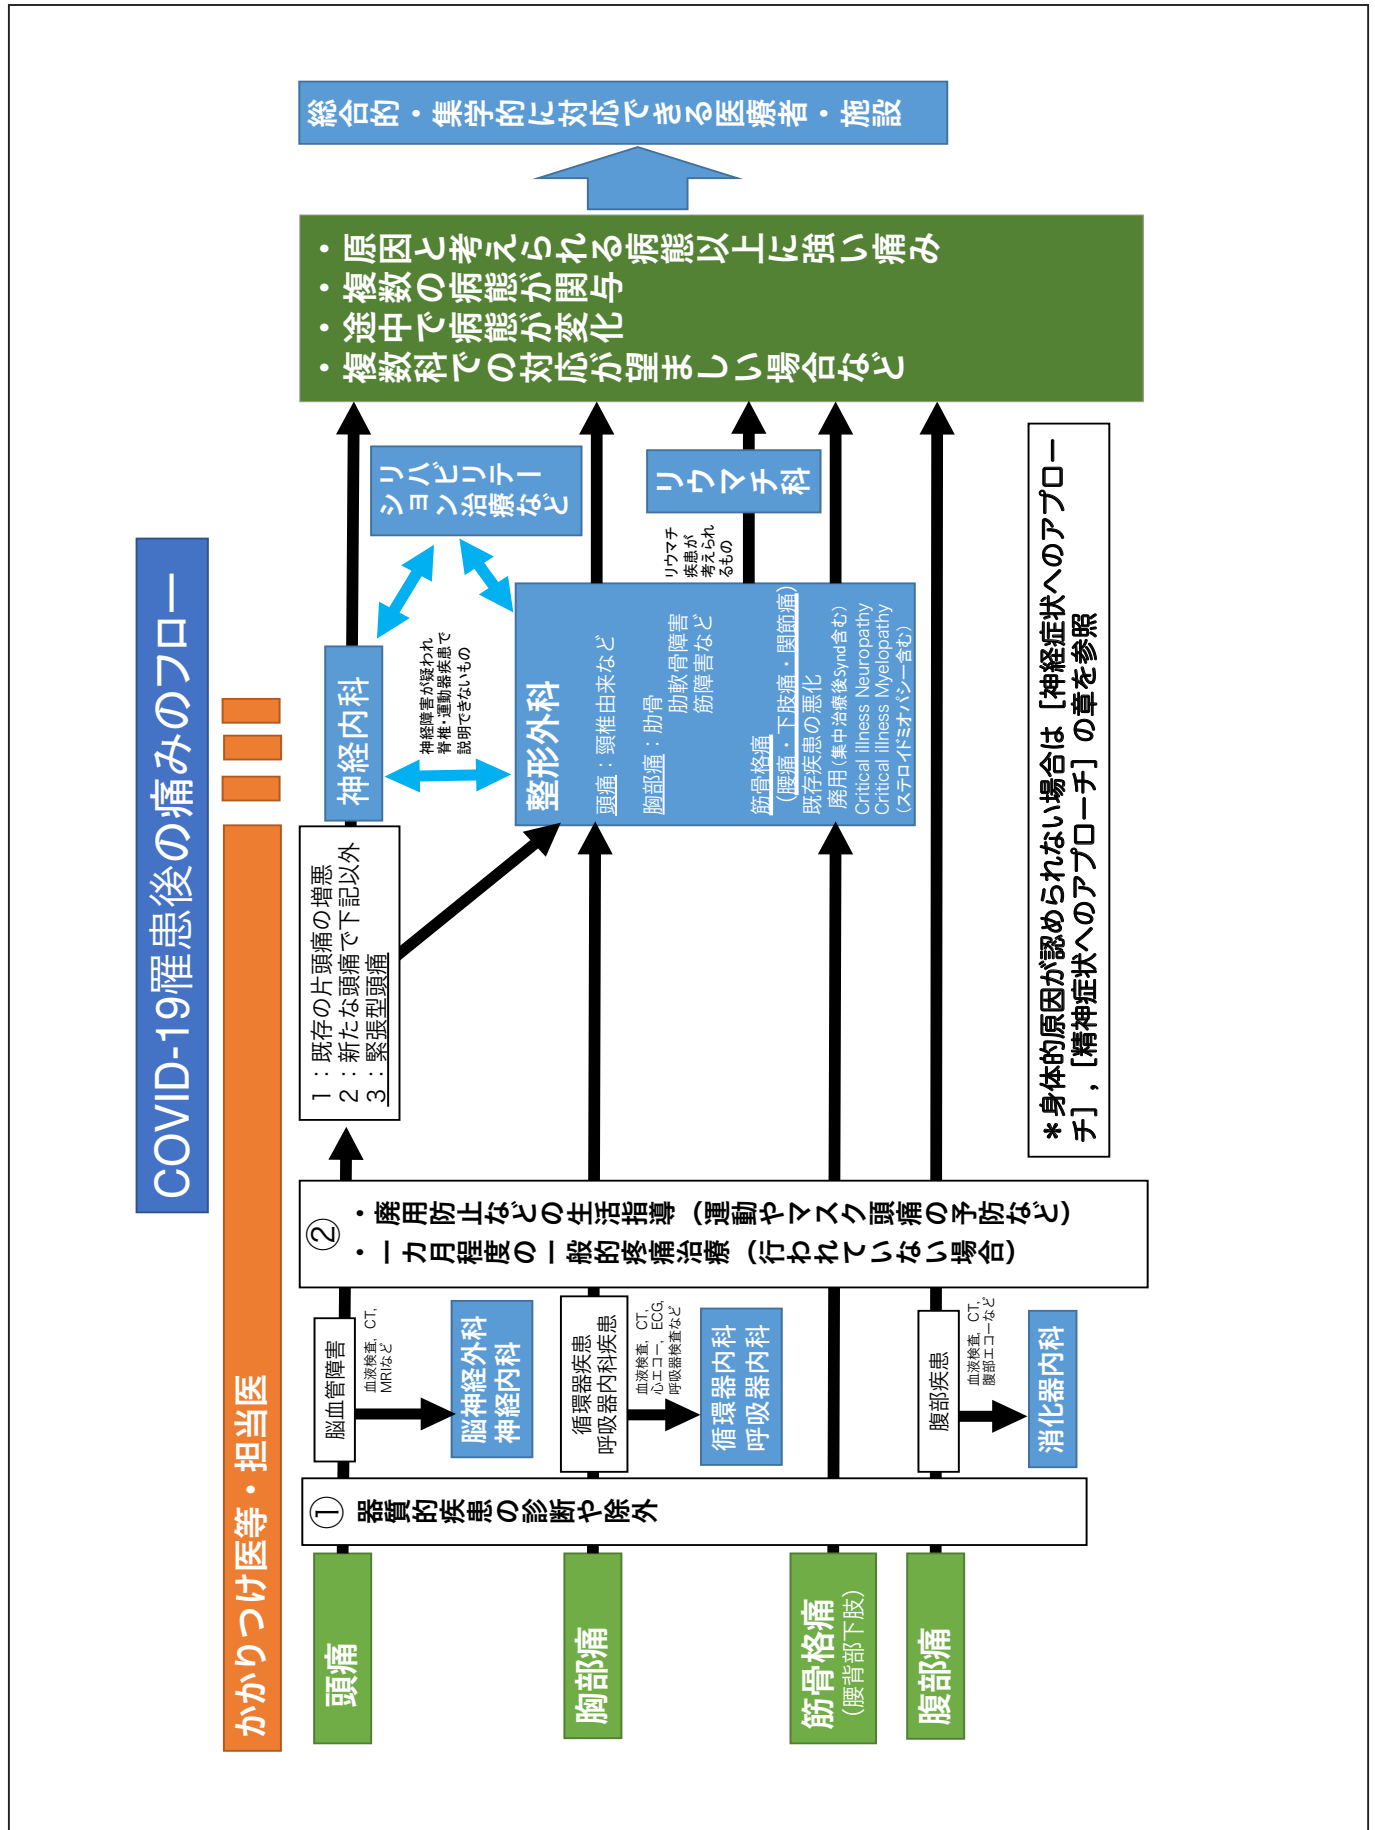 COVID-19罹患後の痛みのフロー
かかりつけ医等・担当医
頭痛
胸部痛
筋骨格痛
（腰背部下肢）
腹部痛
① 器質的疾患の診断や除外
脳血管障害
血液検査, CT,
MRIなど
脳神経外科
神経内科
循環器疾患
呼吸器内科疾患
血液検査, CT,
心エコー, ECG,
呼吸器検査など
循環器内科
呼吸器内科
腹部疾患
血液検査, CT,
腹部エコーなど
消化器内科
②
・廃用防止などの生活指導（運動やマスク頭痛の予防など）
・一カ月程度の一般的疼痛治療（行われていない場合）
1：既存の片頭痛の増悪
2：新たな頭痛で下記以外
3：緊張型頭痛
神経内科
神経障害が疑われ
脊椎・運動器疾患で
説明できないもの
リハビリテー
ション治療など
整形外科
頭痛：頸椎由来など
胸部痛：肋骨
肋軟骨障害
筋障害など
筋骨格痛
（腰痛・下肢痛・関節痛）
既存疾患の悪化
廃用(集中治療後Synd含む)
Critical illness Neuropathy
Critical illness Myelopathy
(ステロイドミオパシー含む)
リウマチ
疾患が
考えられ
るもの
リウマチ科
・原因と考えられる病態以上に強い痛み
・複数の病態が関与
・途中で病態が変化
・複数科での対応が望ましい場合など
総合的・集学的に対応できる医療者・施設
＊身体的原因が認められない場合は［神経症状へのアプロー
チ］,［精神症状へのアプローチ］の章を参照